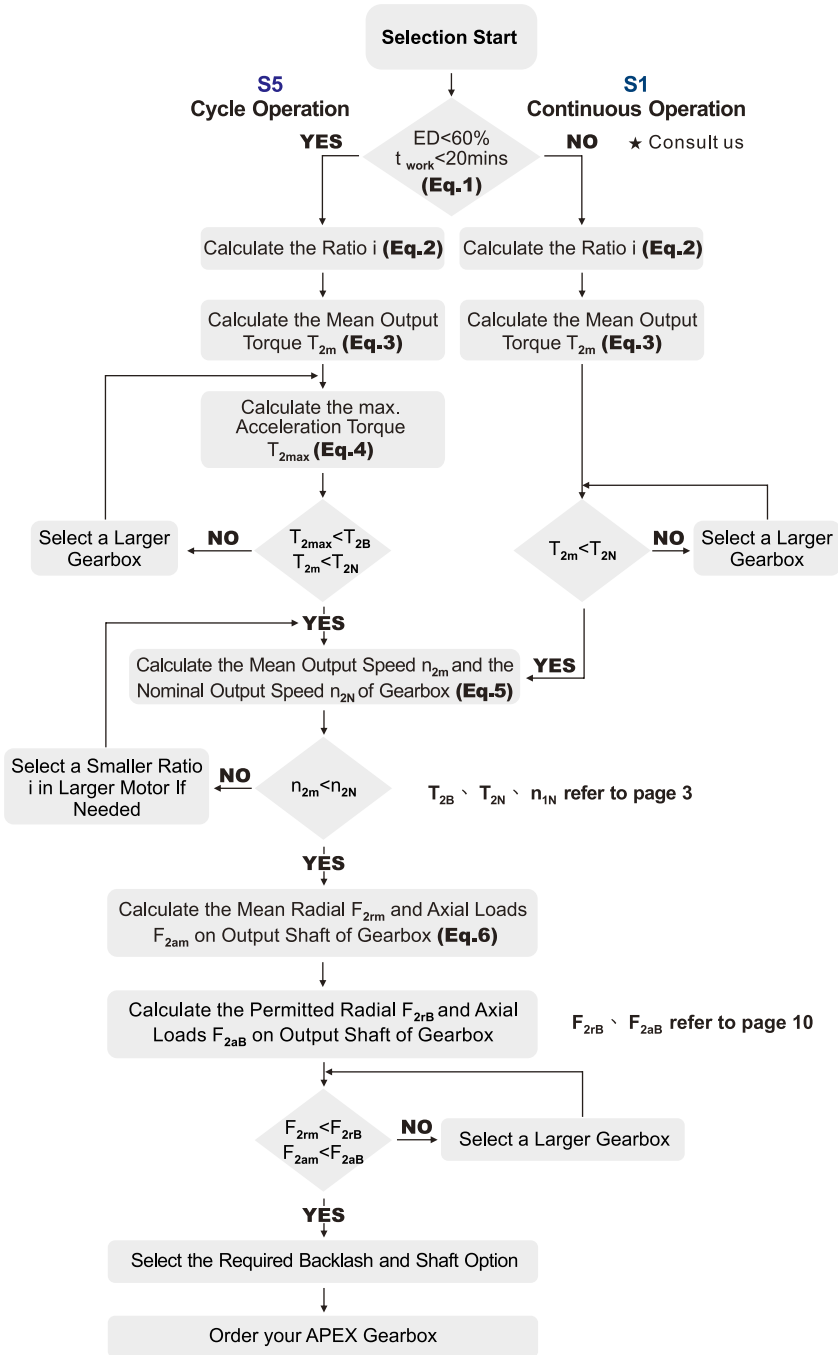 Selection Start
S5
Cycle Operation
S1
Continuous Operation
YES
ED<60%
t work<20mins
(Eq.1)
NO
★ Consult us
Calculate the Ratio i (Eq.2)
Calculate the Ratio i (Eq.2)
Calculate the Mean Output
Torque T2m (Eq.3)
Calculate the Mean Output
Torque T2m (Eq.3)
Calculate the max.
Acceleration Torque
T2max (Eq.4)
Select a Larger
Gearbox
NO
T2max<T2B
T2m<T2N
T2m<T2N
NO
Select a Larger
Gearbox
YES
Calculate the Mean Output Speed n2m and the
Nominal Output Speed n2N of Gearbox (Eq.5)
YES
Select a Smaller Ratio
i in Larger Motor If
Needed
NO
n2m<n2N
T2B、 T2N、 n1N refer to page 3
YES
Calculate the Mean Radial F2rm and Axial Loads
F2am on Output Shaft of Gearbox (Eq.6)
Calculate the Permitted Radial F2rB and Axial
Loads F2aB on Output Shaft of Gearbox
F2rB 、 F2aB refer to page 10
F2rm<F2rB
F2am<F2aB
NO
Select a Larger Gearbox
YES
Select the Required Backlash and Shaft Option
Order your APEX Gearbox